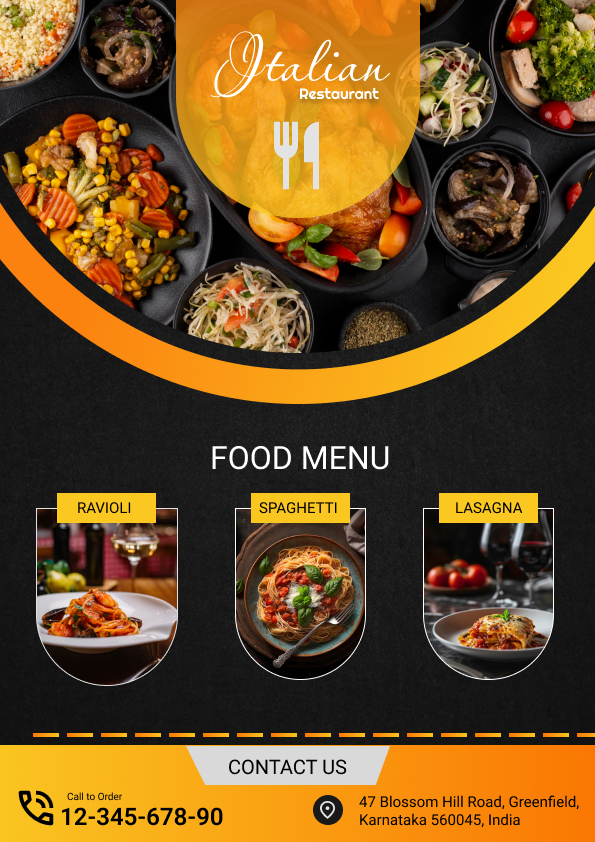 Italian
Restaurant
FOOD MENU
RAVIOLI
SPAGHETTI
LASAGNA
CONTACT US
Call to Order
12-345-678-90
47 Blossom Hill Road, Greenfield,
Karnataka 560045, India